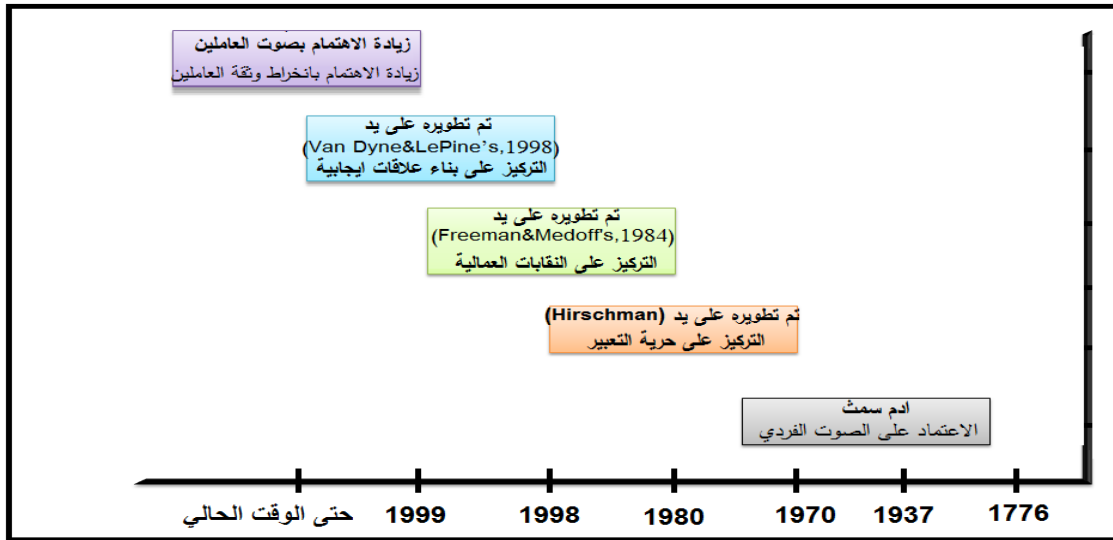 زيادة الاهتمام بصوت العاملين
زيادة الاهتمام بانخراط وثقة العاملين
تم تطويره على يد
(Van Dyne&LePine's,1998)
التركيز على بناء علاقات ايجابية
تم تطويره على يد
(Freeman&Medoff's,1984)
التركيز على النقابات العمالية
تم تطويره على يد (Hirschman)
التركيز على حرية التعبير
ادم سمث
الاعتماد على الصوت الفردي
1776 1937 1970 1980 1998 1999 حتى الوقت الحالي